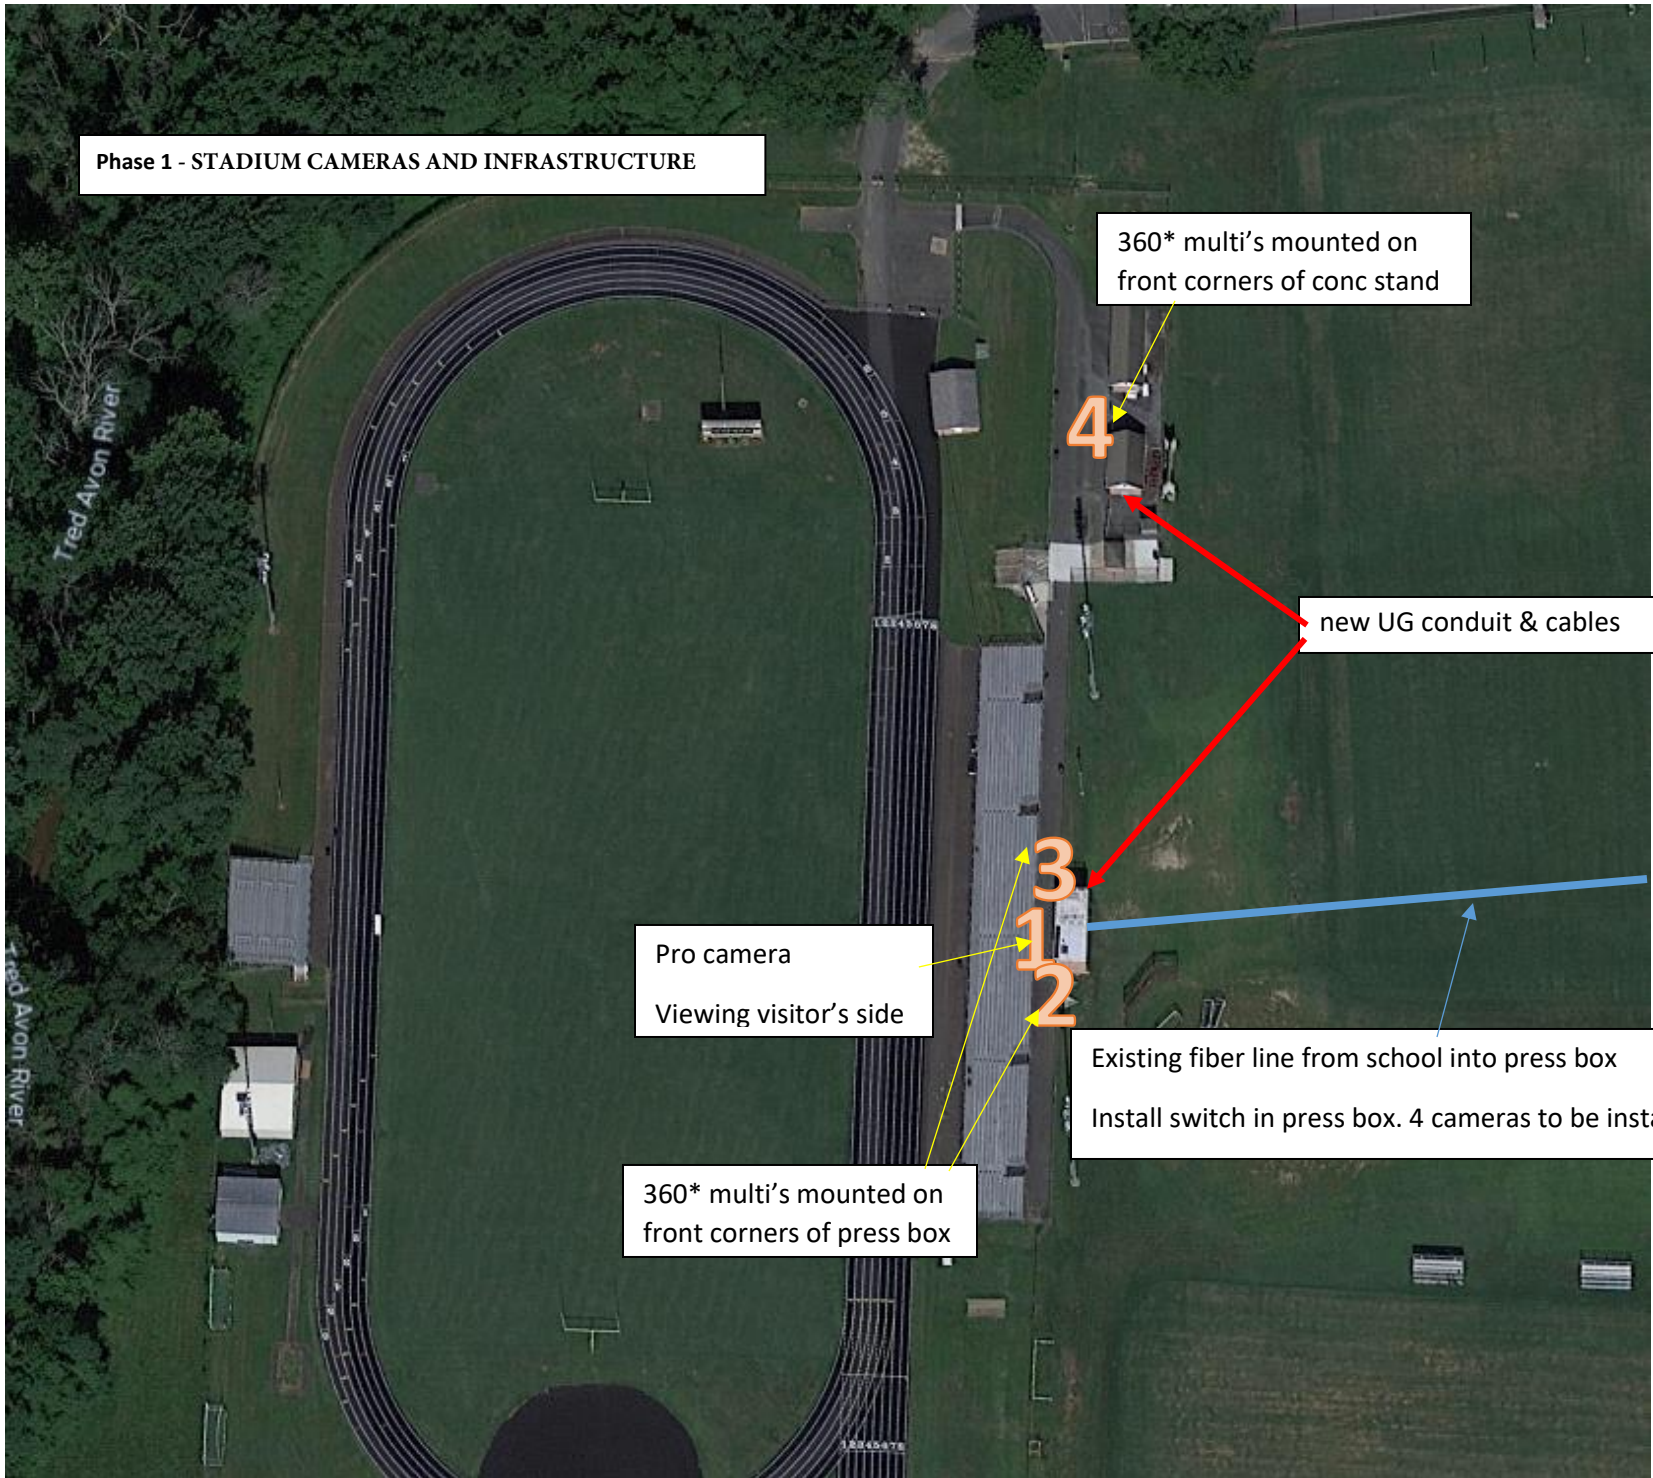 Phase 1 - STADIUM CAMERAS AND INFRASTRUCTURE
360* multi's mounted on
front corners of conc stand
4
Tred Avon River
new UG conduit & cables
12345678
3
1
2
Pro camera
Viewing visitor's side
Tred Avon River
Existing fiber line from school into press box
Install switch in press box. 4 cameras to be insta
360* multi's mounted on
front corners of press box
12345678